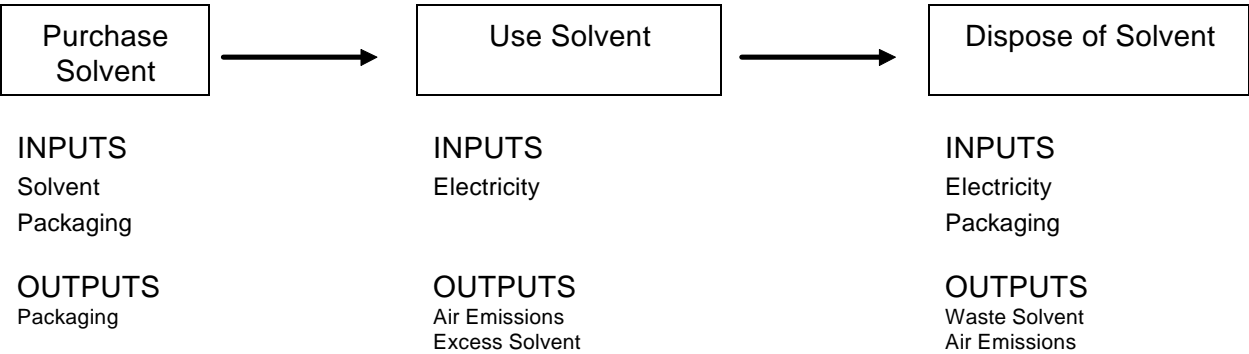 Purchase
Solvent
Use Solvent
Dispose of Solvent
INPUTS
Solvent
Packaging
OUTPUTS
Packaging
INPUTS
Electricity
OUTPUTS
Air Emissions
Excess Solvent
INPUTS
Electricity
Packaging
OUTPUTS
Waste Solvent
Air Emissions